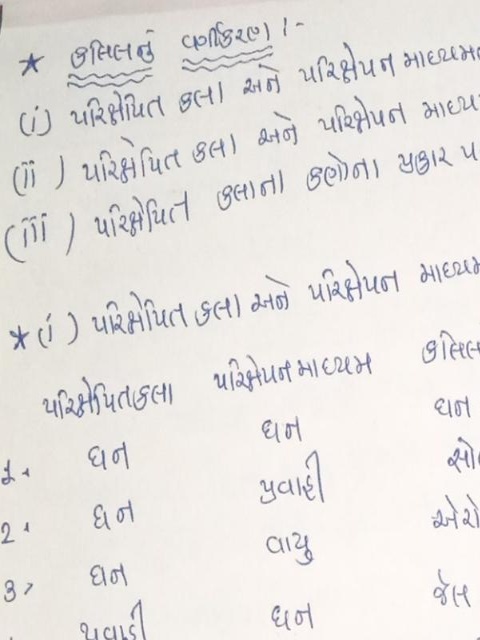 * કલિલનું વર્ગીકરણ :-
(i) પરિક્ષેપિત કલા અને પરિક્ષેપન માધ્યમ
(ii) પરિક્ષેપિત કલા અને પરિક્ષેપન માધ્ય
(iii) પરિક્ષેપિત કલાના કણોના પ્રકાર પ
* (i) પરિક્ષેપિત કલા અને પરિક્ષેપન માધ્યમ
પરિક્ષેપિત કલા પરિક્ષેપન માધ્યમ કલિલ
1. ઘન ઘન ઘન
2. ઘન પ્રવાહી સો
3> ઘન વાયુ એરો
પ્રવાહી ઘન જેલ